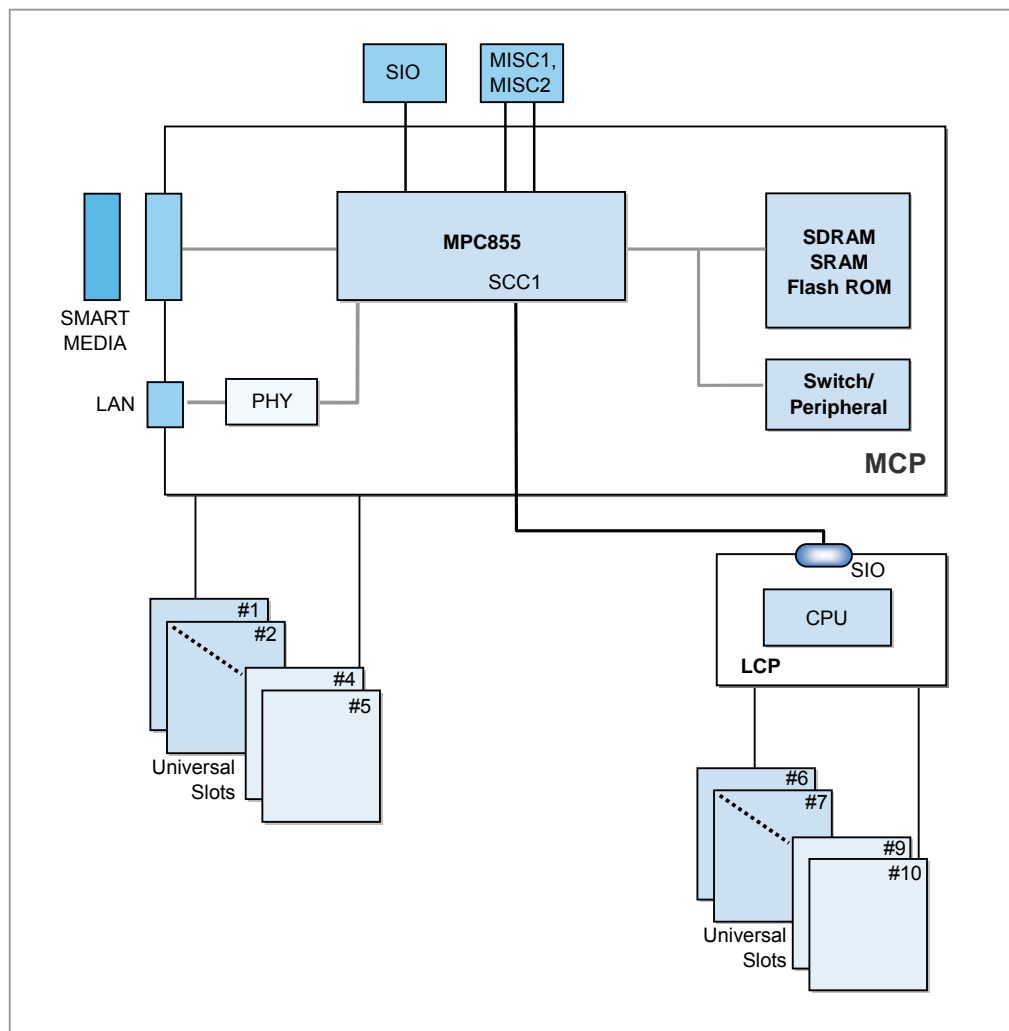 SIO
MISC1,
MISC2
MPC855
SCC1
SDRAM
SRAM
Flash ROM
SMART
MEDIA
LAN
PHY
Switch/
Peripheral
MCP
SIO
CPU
LCP
#1
#2
#4
#5
Universal
Slots
#6
#7
#9
#10
Universal
Slots